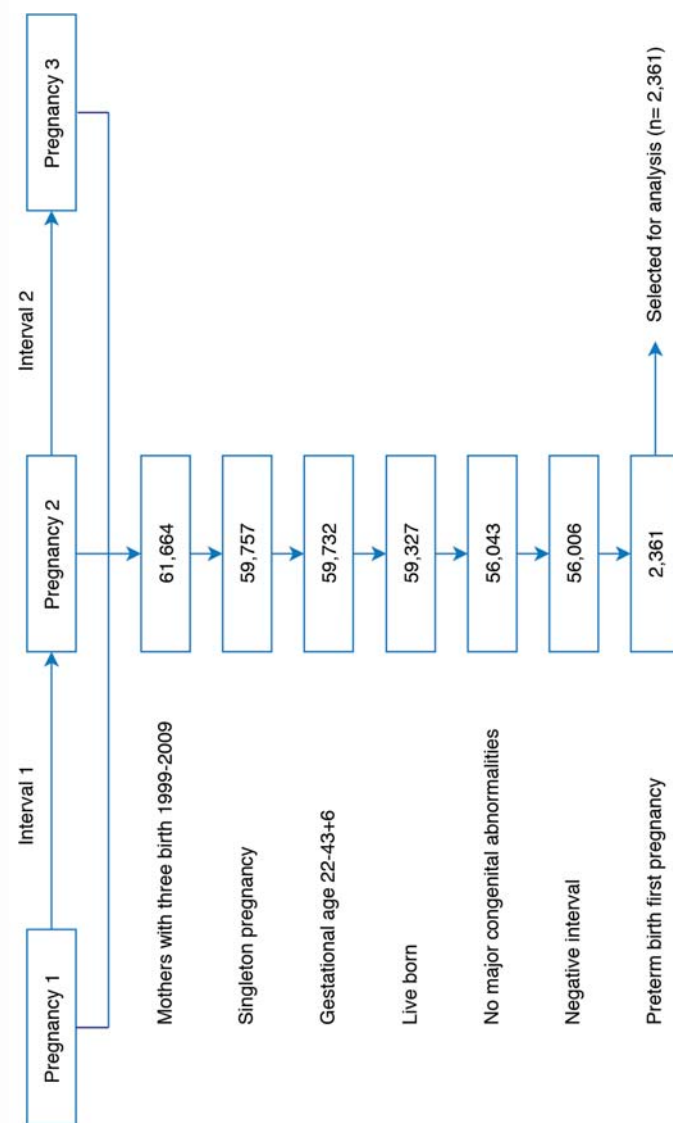 Pregnancy 1
Interval 1
Pregnancy 2
Interval 2
Pregnancy 3
Mothers with three birth 1999-2009
61,664
Singleton pregnancy
59,757
Gestational age 22-43+6
59,732
Live born
59,327
No major congenital abnormalities
56,043
Negative interval
56,006
Preterm birth first pregnancy
2,361
Selected for analysis (n= 2,361)